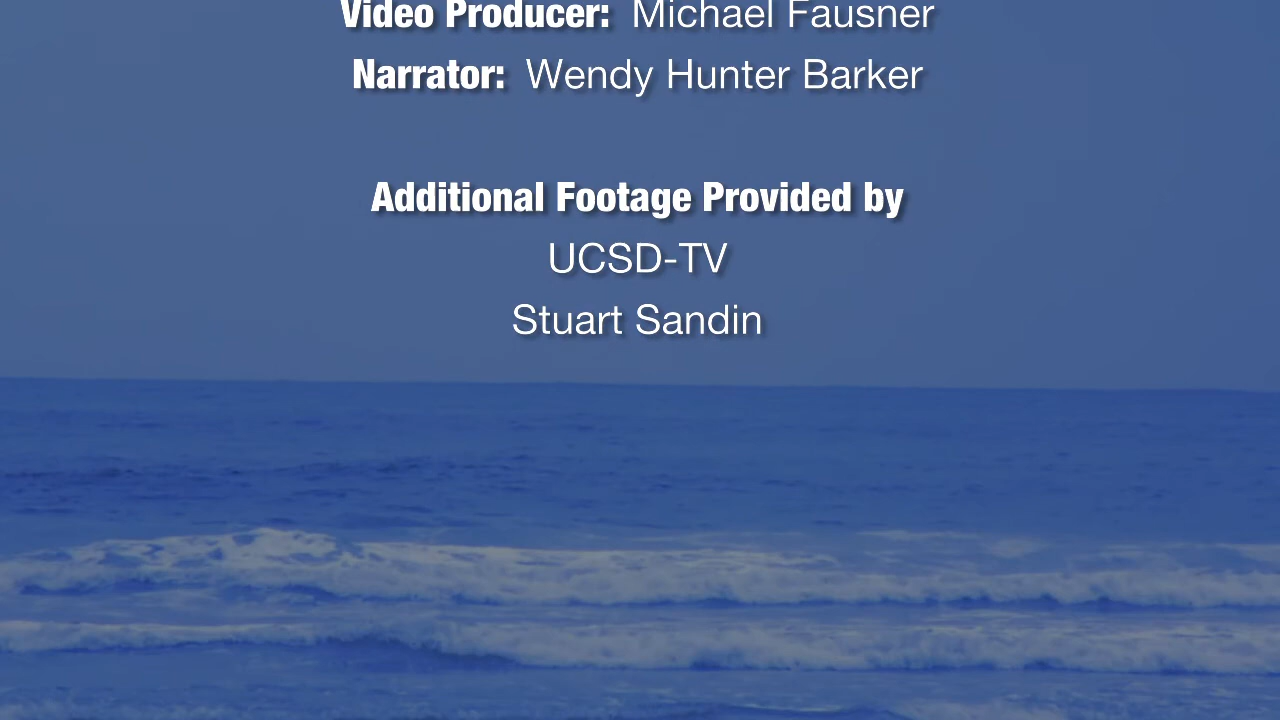 Video Producer: Michael Fausner
Narrator: Wendy Hunter Barker
Additional Footage Provided by
UCSD-TV
Stuart Sandin